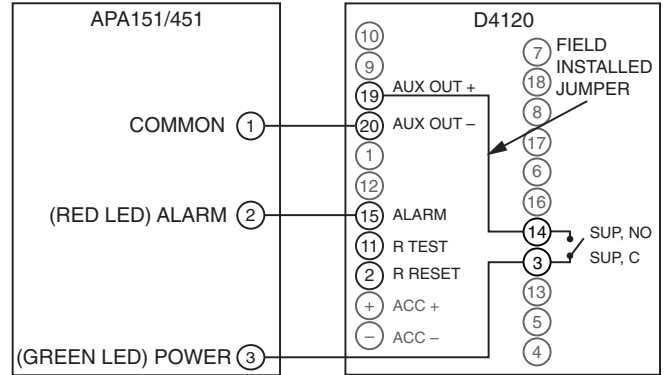 APA151/451
COMMON 1
(RED LED) ALARM 2
(GREEN LED) POWER 3
D4120
10
9
19 AUX OUT +
20 AUX OUT –
1
12
15 ALARM
11 R TEST
2 R RESET
+ ACC +
– ACC –
7
18
8
17
6
16
14 SUP, NO
3 SUP, C
13
5
4
FIELD
INSTALLED
JUMPER